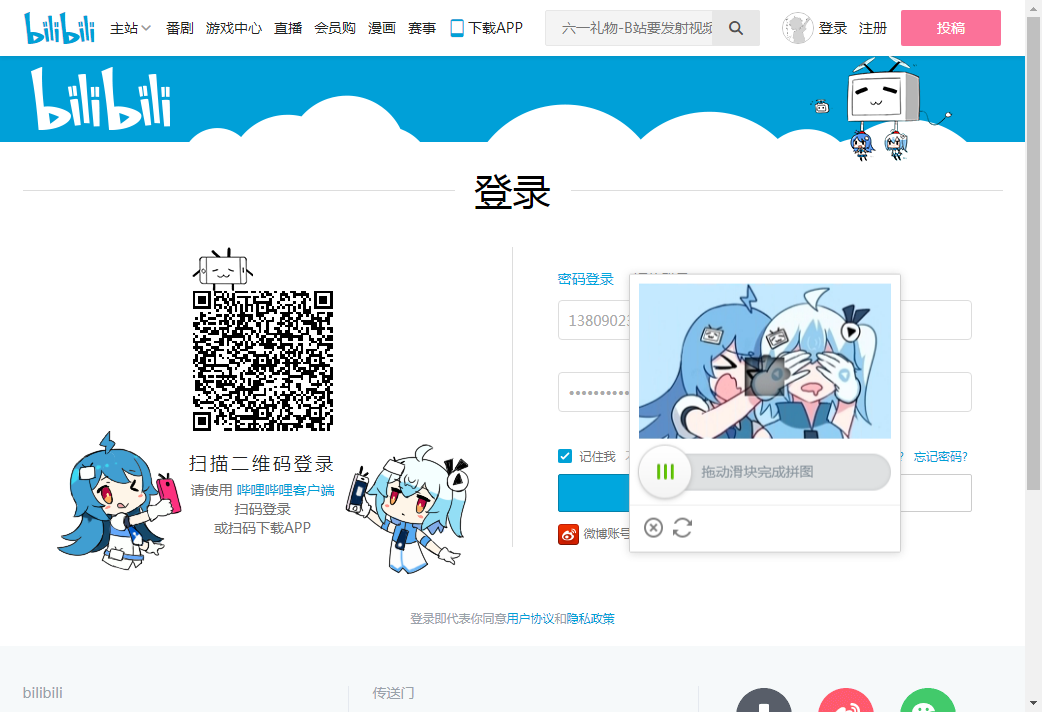 bilibili 主站 番剧 游戏中心 直播 会员购 漫画 赛事 下载APP 六一礼物-B站要发射视频 登录 注册 投稿
bilibili
登录
密码登录
1380902
扫描二维码登录
请使用 哔哩哔哩客户端
扫码登录
或扫码下载APP
记住我
忘记密码?
拖动滑块完成拼图
微博账号
登录即代表你同意用户协议和隐私政策
bilibili
传送门